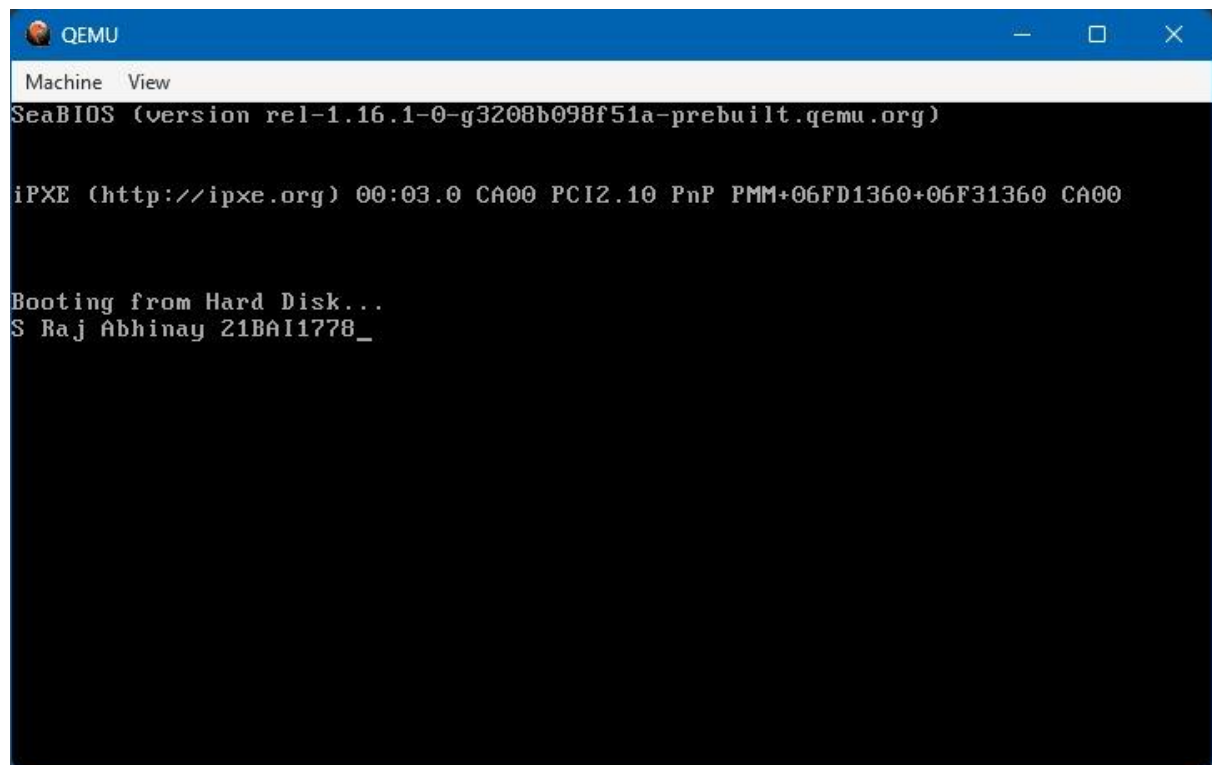 QEMU
Machine View
SeaBIOS (version rel-1.16.1-0-g3208b098f51a-prebuilt.qemu.org)
iPXE (http://ipxe.org) 00:03.0 CA00 PCI2.10 PnP PMM+06FD1360+06F31360 CA00
Booting from Hard Disk...
S Raj Abhinay 21BAI1778_